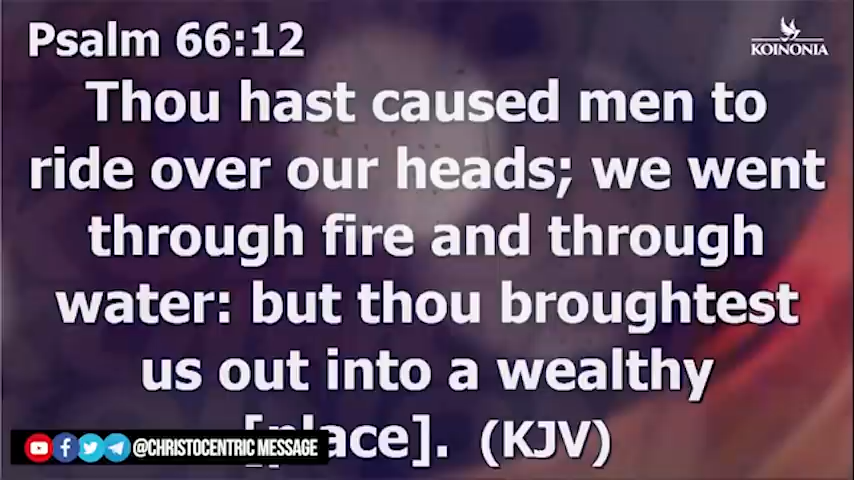 Psalm 66:12
KOINONIA
Thou hast caused men to
ride over our heads; we went
through fire and through
water: but thou broughtest
us out into a wealthy
[place]. (KJV)
@CHRISTOCENTRIC MESSAGE